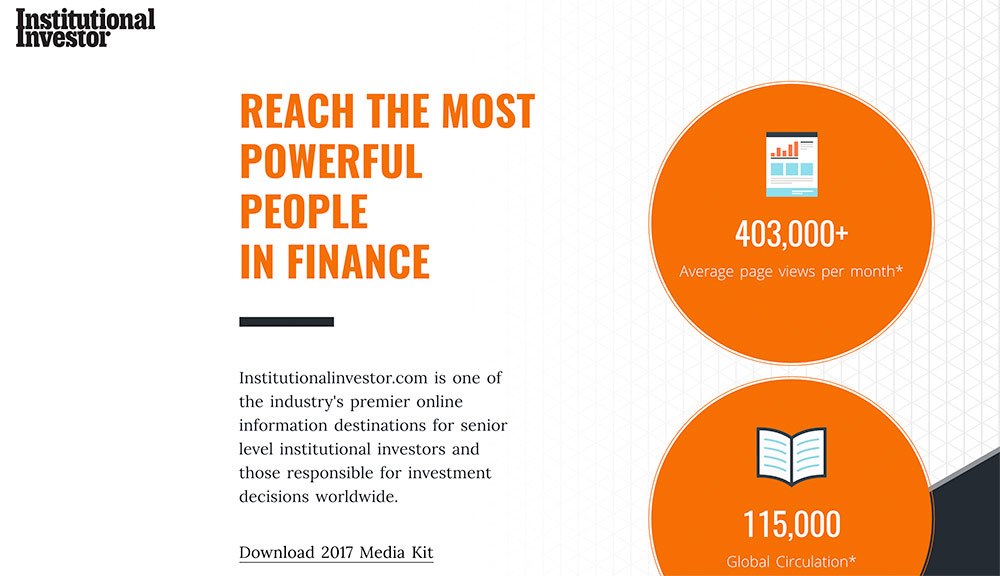 Institutional
Investor
REACH THE MOST
POWERFUL
PEOPLE
IN FINANCE
Institutionalinvestor.com is one of
the industry's premier online
information destinations for senior
level institutional investors and
those responsible for investment
decisions worldwide.
Download 2017 Media Kit
403,000+
Average page views per month*
115,000
Global Circulation*